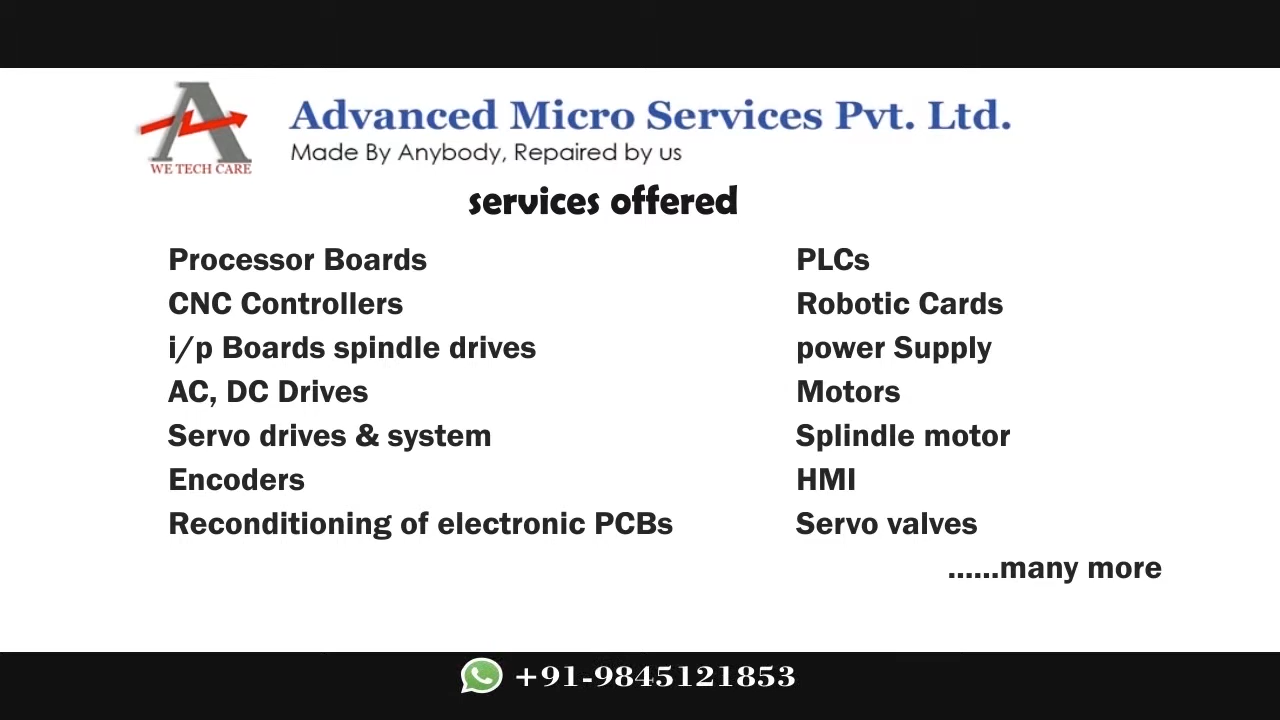 Advanced Micro Services Pvt. Ltd.
Made By Anybody, Repaired by us
A
WE TECH CARE
services offered
Processor Boards
CNC Controllers
i/p Boards spindle drives
AC, DC Drives
Servo drives & system
Encoders
Reconditioning of electronic PCBs
PLCs
Robotic Cards
power Supply
Motors
Splindle motor
HMI
Servo valves
......many more
+91-9845121853